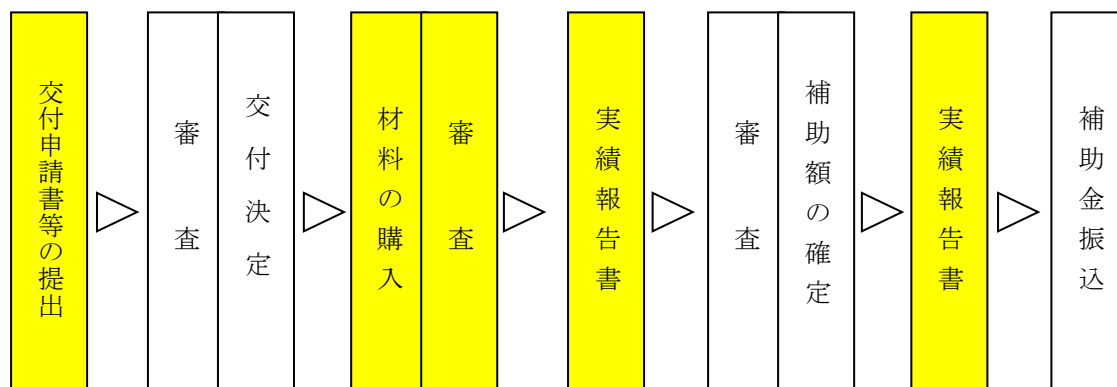 交付申請書等の提出
審査
交付決定
材料の購入
審査
実績報告書
審査
補助額の確定
実績報告書
補助金振込